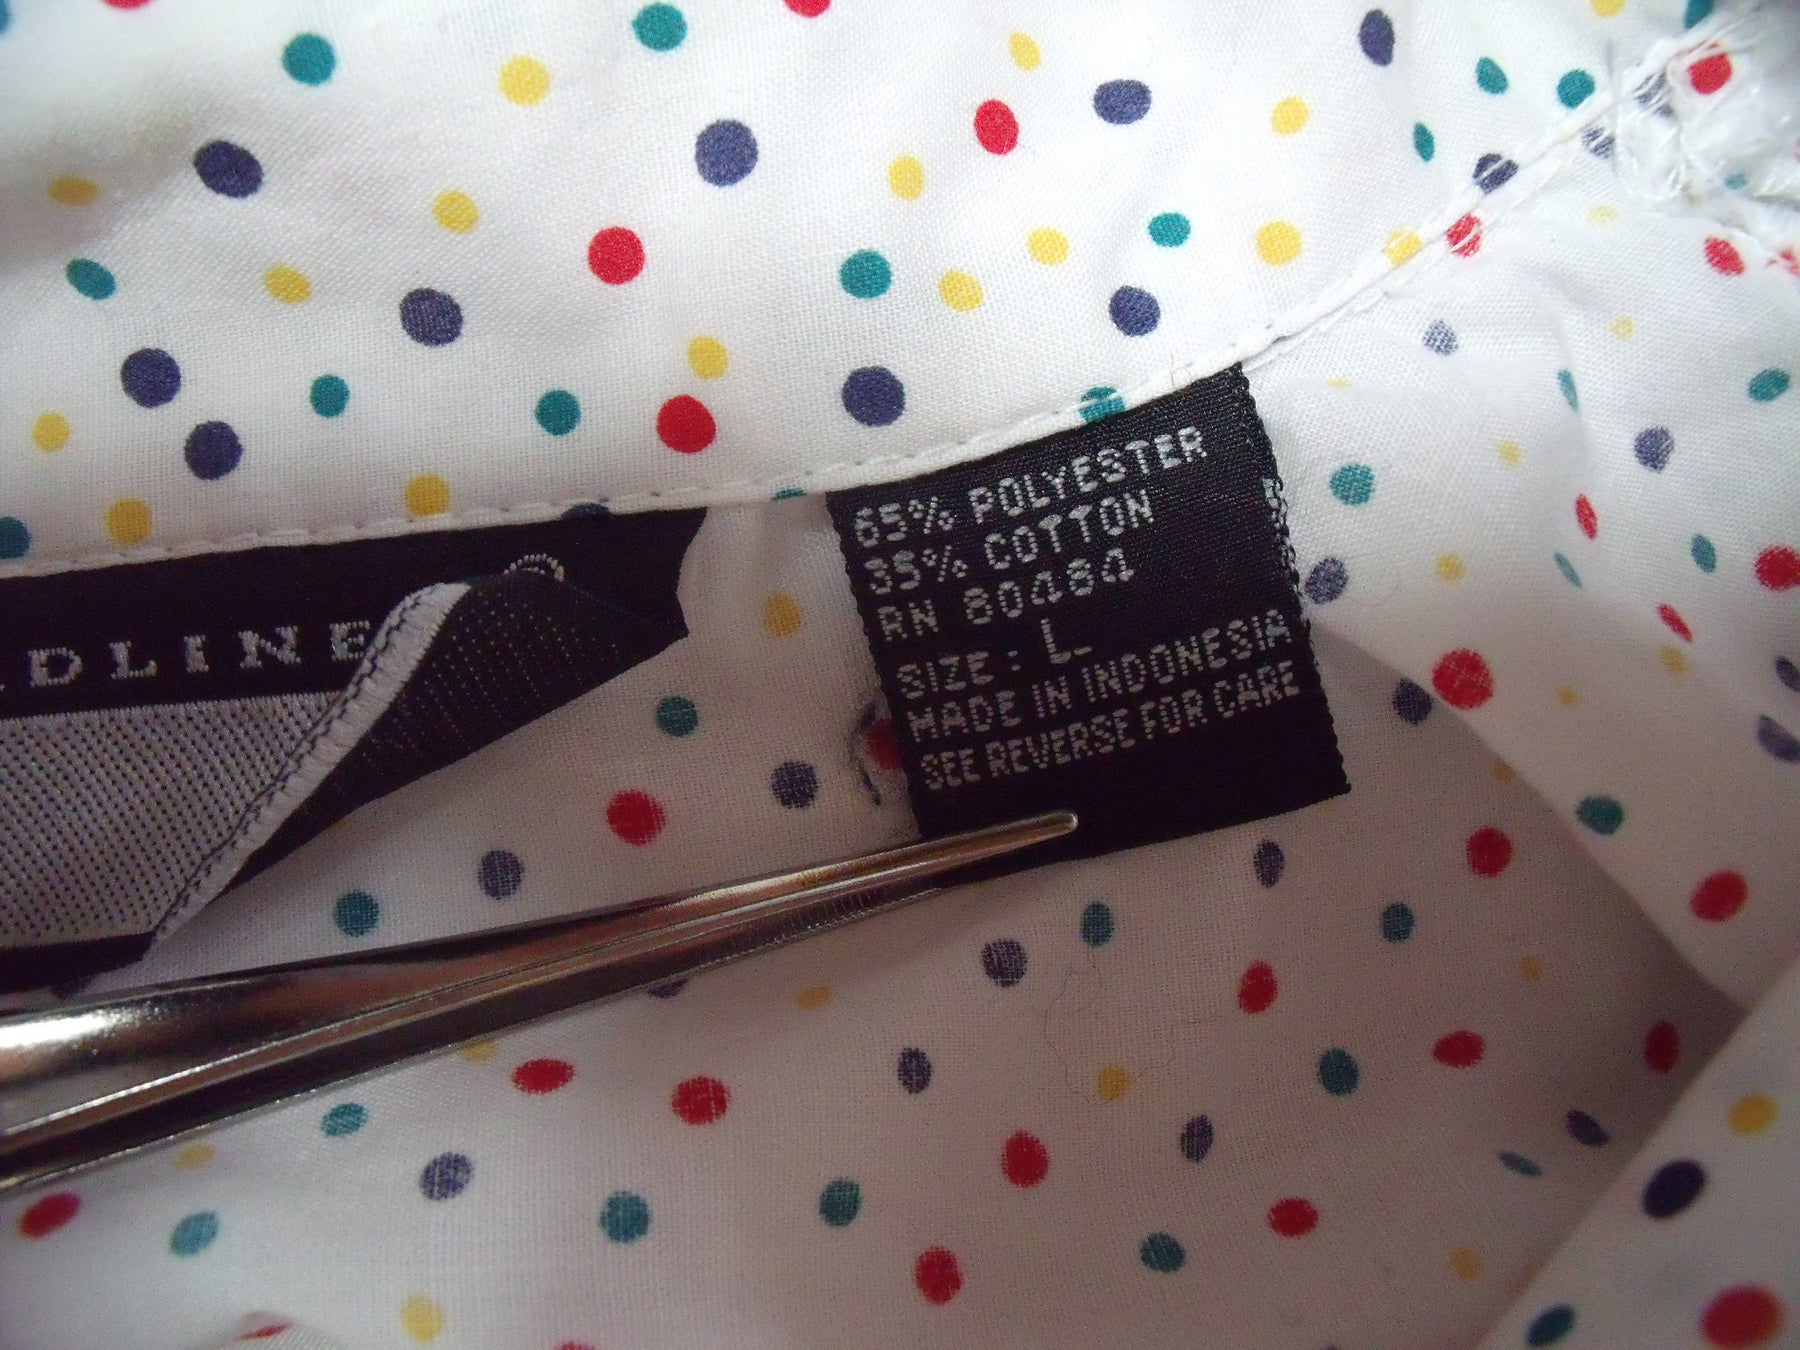 DLINE
65% POLYESTER
35% COTTON
RN 80484
SIZE: L
MADE IN INDONESIA
SEE REVERSE FOR CARE